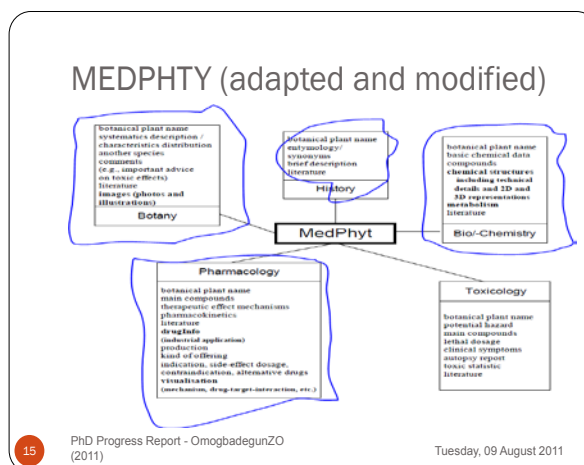 MEDPHTY (adapted and modified)
botanical plant name
systematics description /
characteristics distribution
another species
comments
(e.g., important advice
on toxic effects)
literature
images (photos and
illustrations)
Botany
botanical plant name
entymology/
synonyms
brief description
literature
History
botanical plant name
basic chemical data
compounds
chemical structures
including technical
details and 2D and
3D representations
metabolism
literature
Bio/-Chemistry
MedPhyt
Pharmacology
botanical plant name
main compounds
therapeutic effect mechanisms
pharmacokinetics
literature
drugInfo
(industrial application)
production
kind of offering
indication, side-effect dosage,
contraindication, alternative drugs
visualisation
(mechanism, drug-target-interaction, etc.)
Toxicology
botanical plant name
potential hazard
main compounds
lethal dosage
clinical symptoms
autopsy report
toxic statistic
literature
15
PhD Progress Report - OmogbadegunZO
(2011)
Tuesday, 09 August 2011